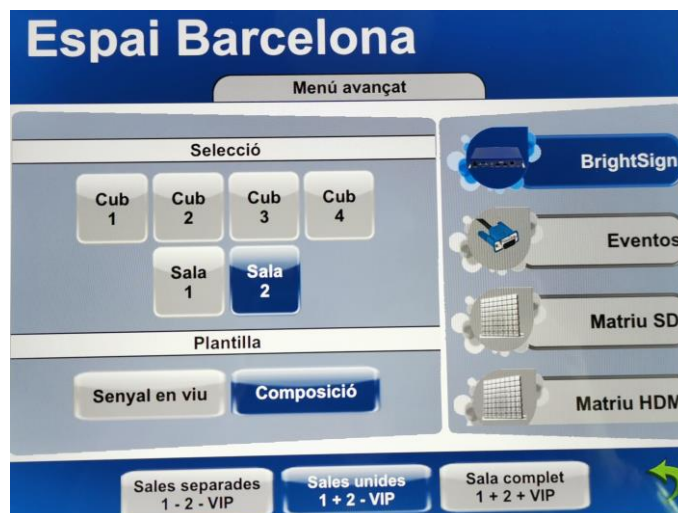 Espai Barcelona
Menú avançat
Selecció
Cub
1
Cub
2
Cub
3
Cub
4
Sala
1
Sala
2
Plantilla
Senyal en viu
Composició
BrightSign
Eventos
Matriu SD
Matriu HDM
Sales separades
1 - 2 - VIP
Sales unides
1 + 2 - VIP
Sala complet
1 + 2 + VIP